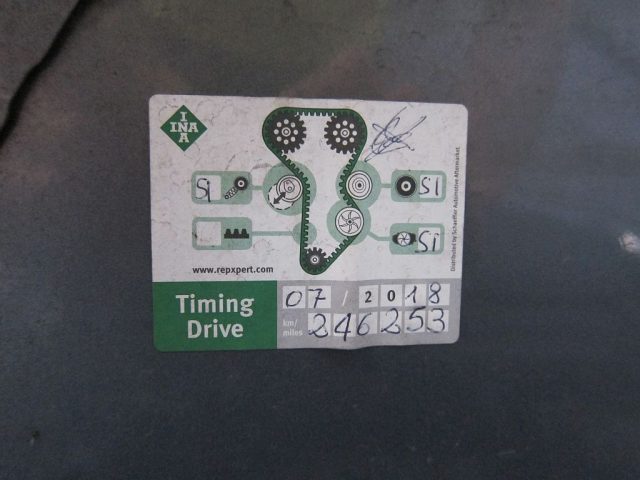 INA
INA
SI
SI
SI
www.repxpert.com
Distributed by Schaeffler Automotive Aftermarket
Timing
Drive
07 / 2018
km/
miles
246253